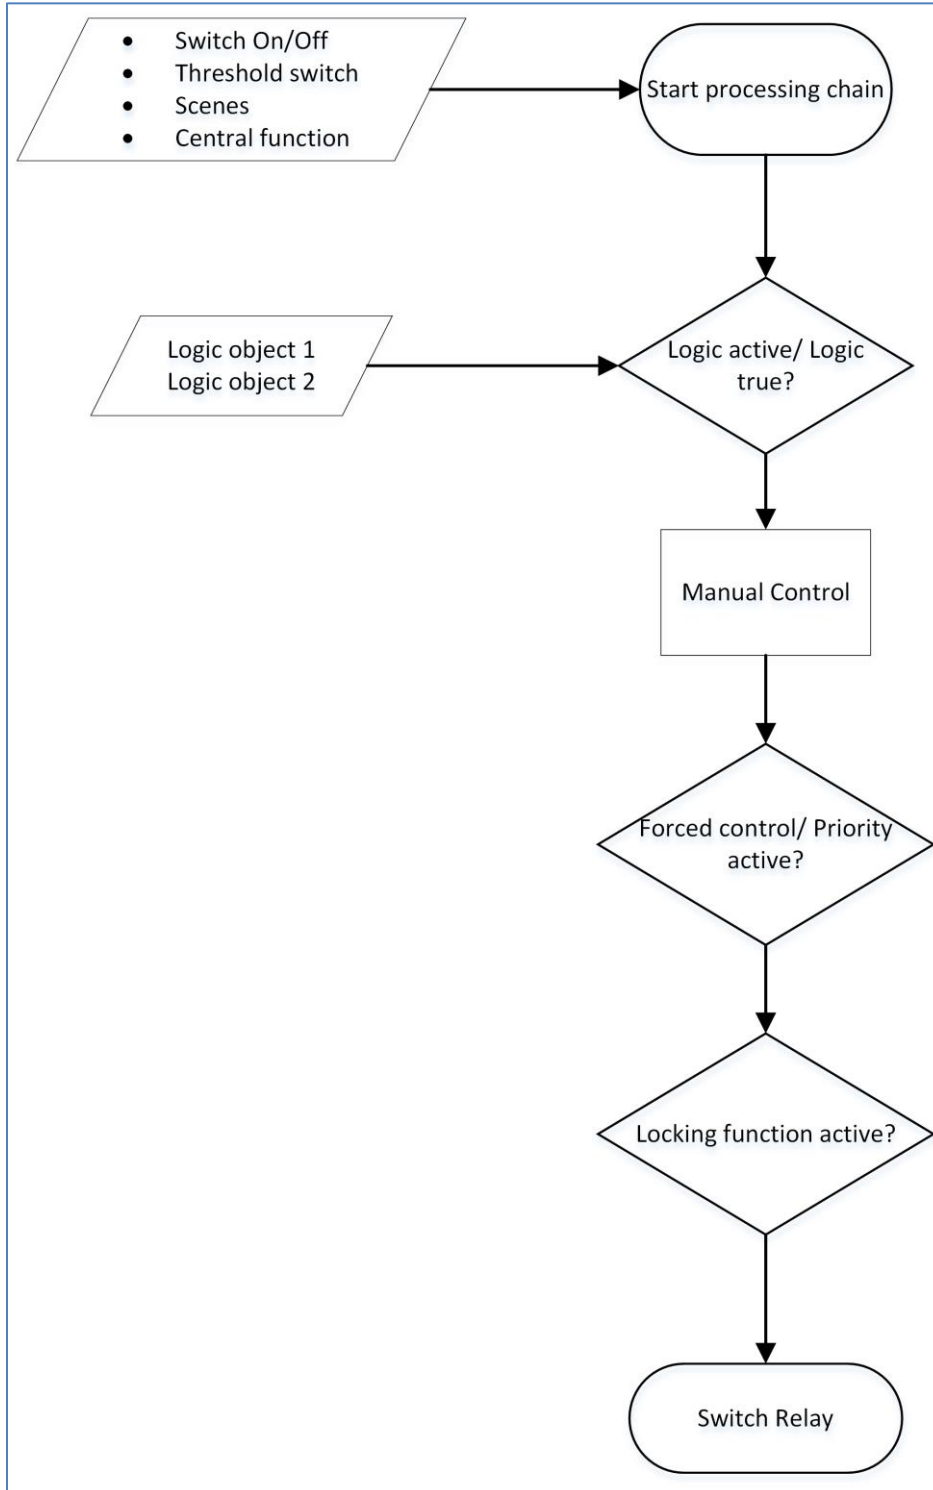 • Switch On/Off
• Threshold switch
• Scenes
• Central function
Start processing chain
Logic object 1
Logic object 2
Logic active/ Logic
true?
Manual Control
Forced control/ Priority
active?
Locking function active?
Switch Relay